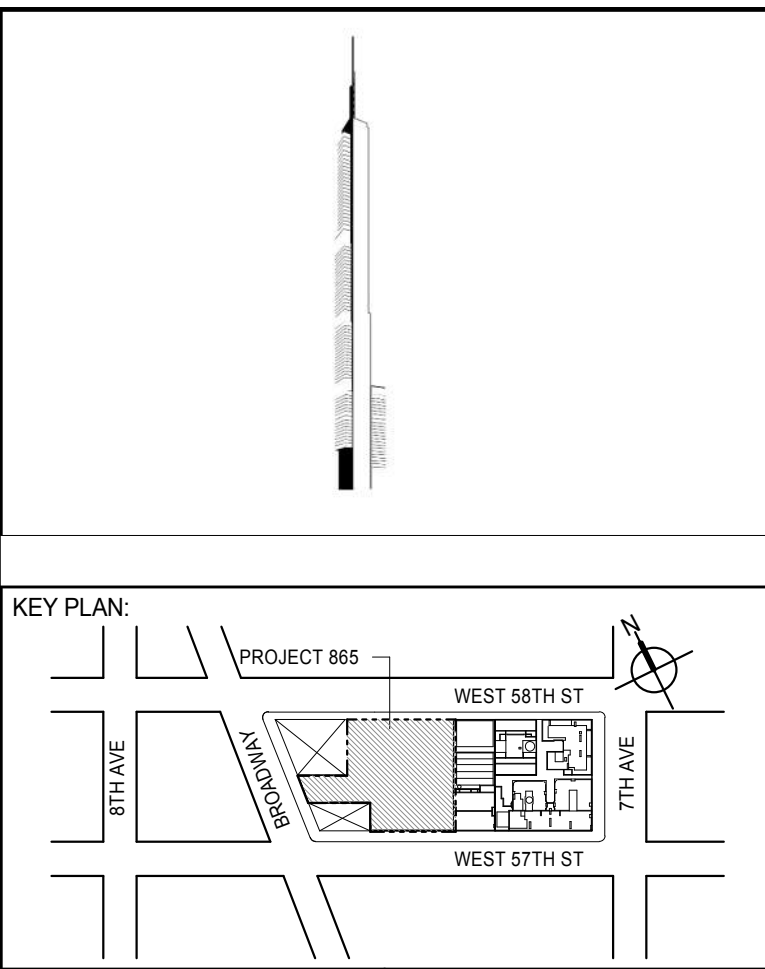 KEY PLAN:
N
PROJECT 865
WEST 58TH ST
8TH AVE
BROADWAY
7TH AVE
WEST 57TH ST